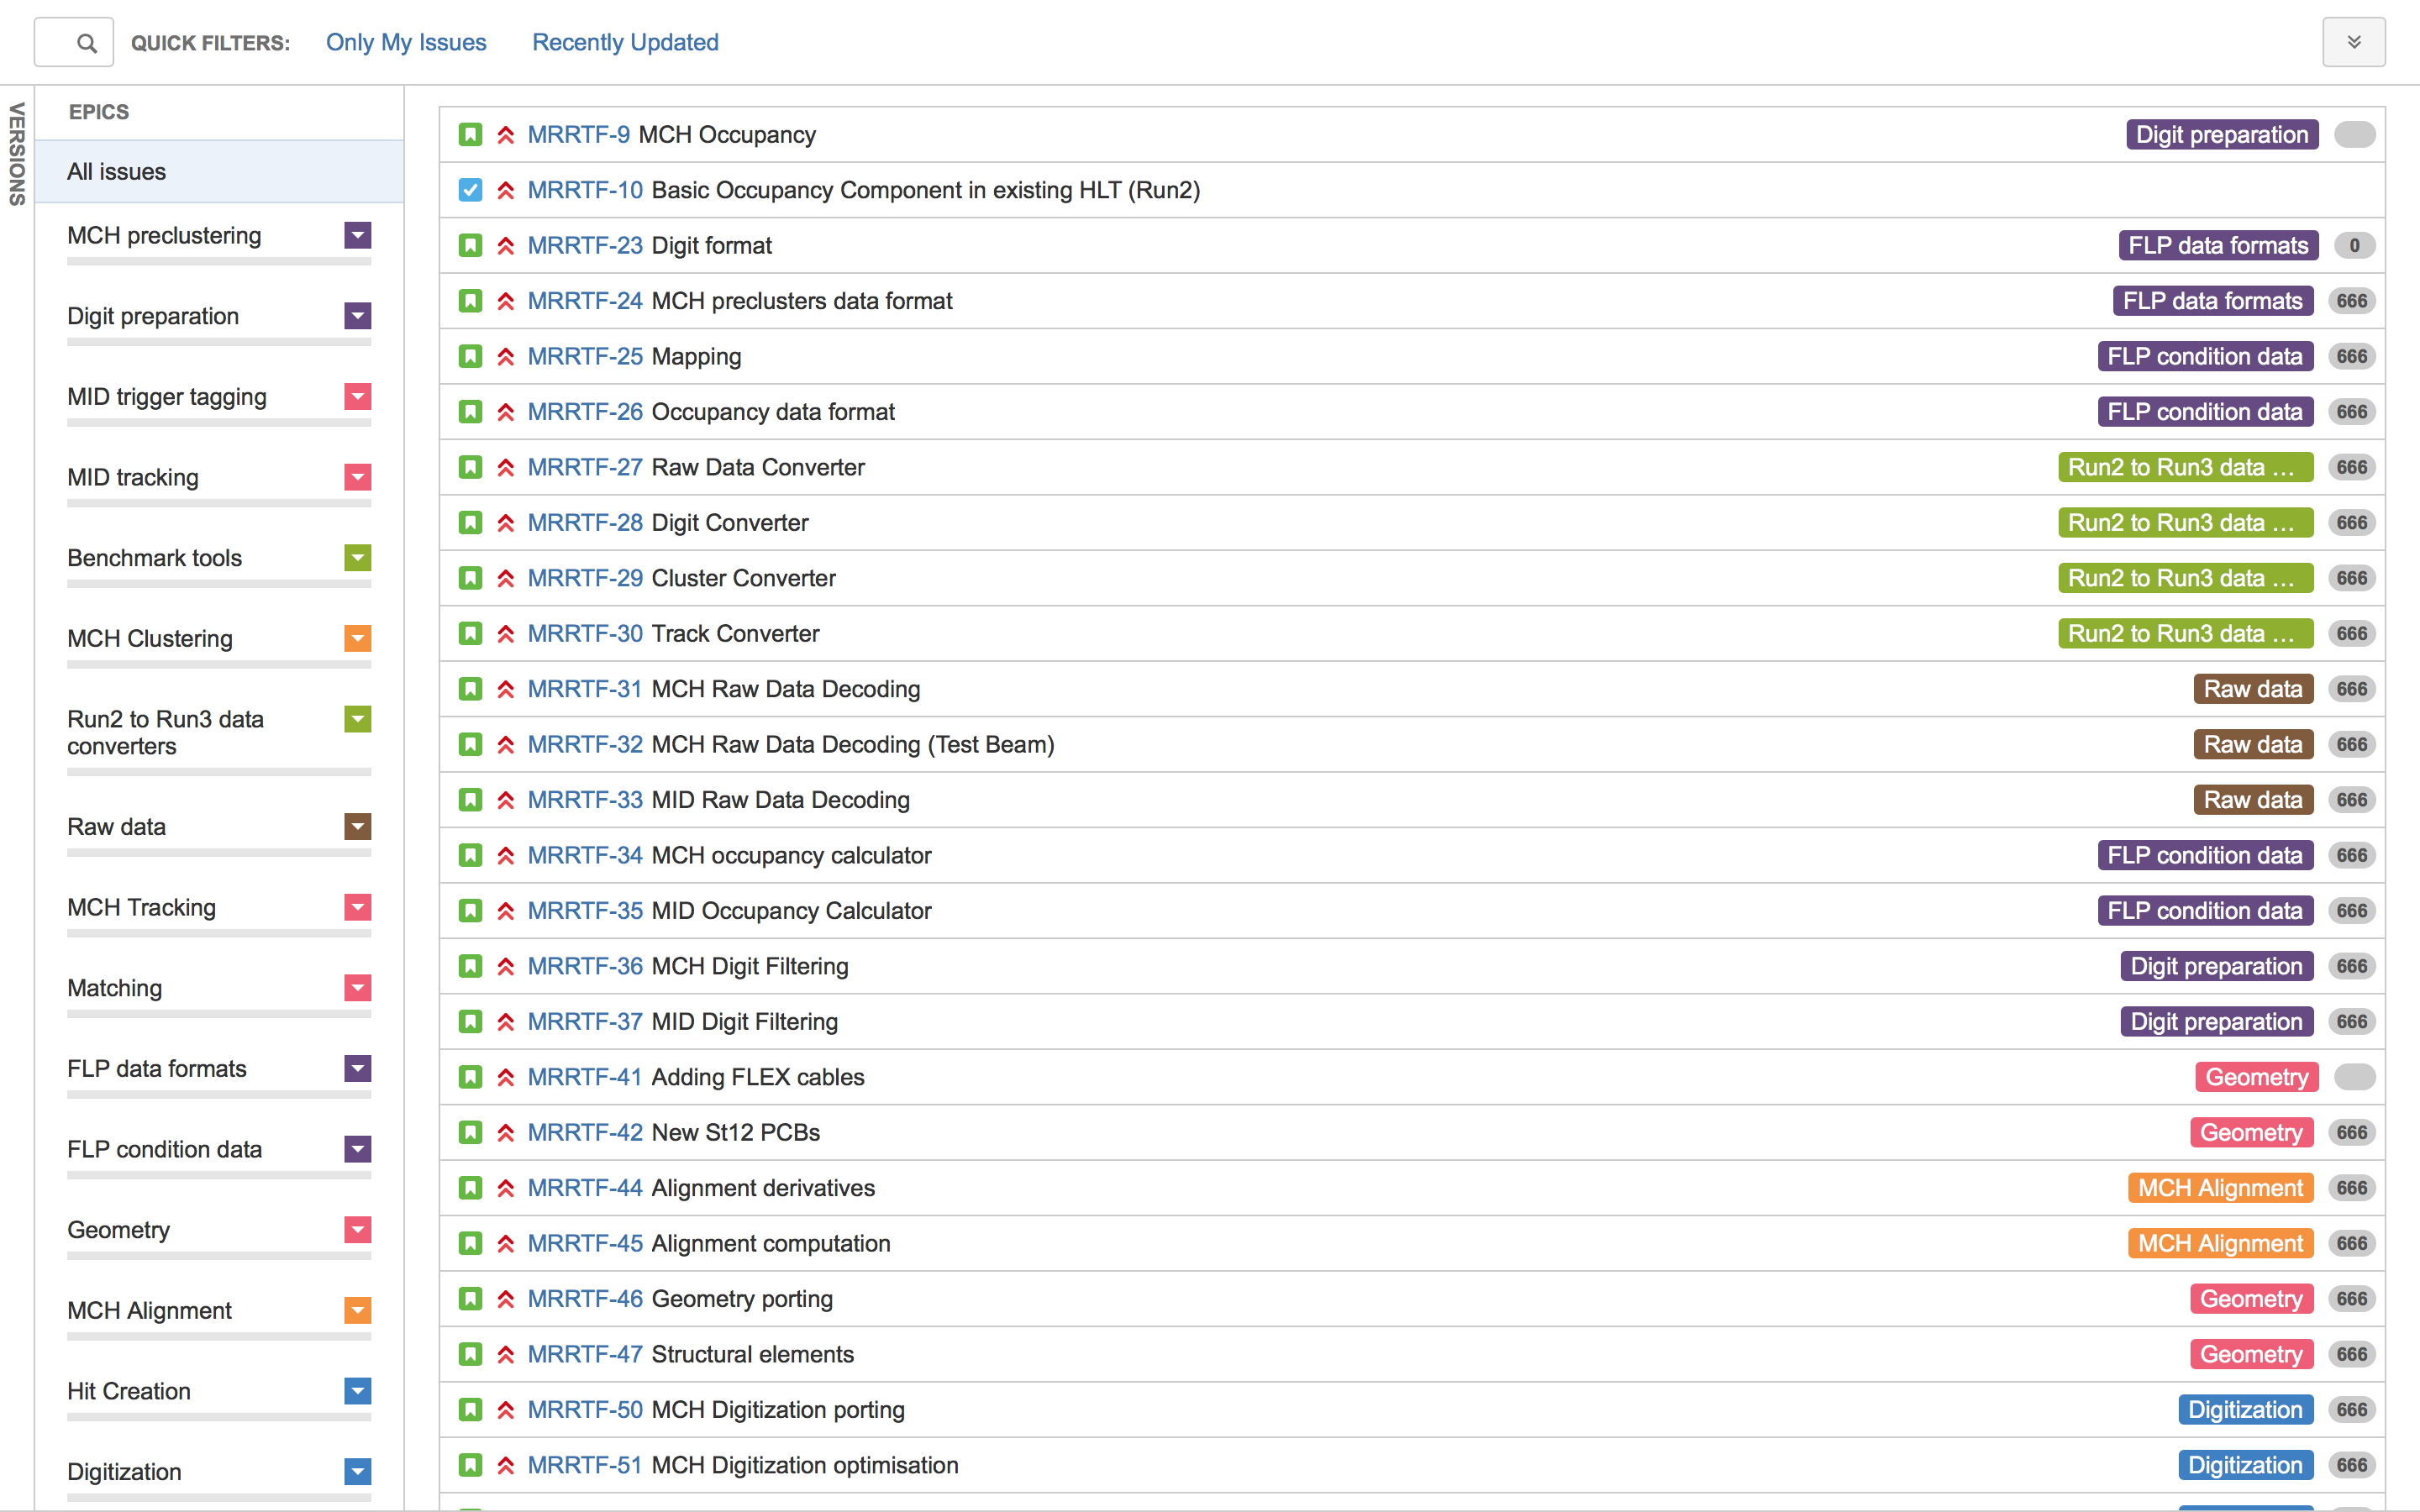 QUICK FILTERS: Only My Issues Recently Updated
VERSIONS
EPICS
All issues
MCH preclustering
Digit preparation
MID trigger tagging
MID tracking
Benchmark tools
MCH Clustering
Run2 to Run3 data
converters
Raw data
MCH Tracking
Matching
FLP data formats
FLP condition data
Geometry
MCH Alignment
Hit Creation
Digitization
MRRTF-9 MCH Occupancy Digit preparation
MRRTF-10 Basic Occupancy Component in existing HLT (Run2)
MRRTF-23 Digit format FLP data formats 0
MRRTF-24 MCH preclusters data format FLP data formats 666
MRRTF-25 Mapping FLP condition data 666
MRRTF-26 Occupancy data format FLP condition data 666
MRRTF-27 Raw Data Converter Run2 to Run3 data ... 666
MRRTF-28 Digit Converter Run2 to Run3 data ... 666
MRRTF-29 Cluster Converter Run2 to Run3 data ... 666
MRRTF-30 Track Converter Run2 to Run3 data ... 666
MRRTF-31 MCH Raw Data Decoding Raw data 666
MRRTF-32 MCH Raw Data Decoding (Test Beam) Raw data 666
MRRTF-33 MID Raw Data Decoding Raw data 666
MRRTF-34 MCH occupancy calculator FLP condition data 666
MRRTF-35 MID Occupancy Calculator FLP condition data 666
MRRTF-36 MCH Digit Filtering Digit preparation 666
MRRTF-37 MID Digit Filtering Digit preparation 666
MRRTF-41 Adding FLEX cables Geometry
MRRTF-42 New St12 PCBs Geometry 666
MRRTF-44 Alignment derivatives MCH Alignment 666
MRRTF-45 Alignment computation MCH Alignment 666
MRRTF-46 Geometry porting Geometry 666
MRRTF-47 Structural elements Geometry 666
MRRTF-50 MCH Digitization porting Digitization 666
MRRTF-51 MCH Digitization optimisation Digitization 666